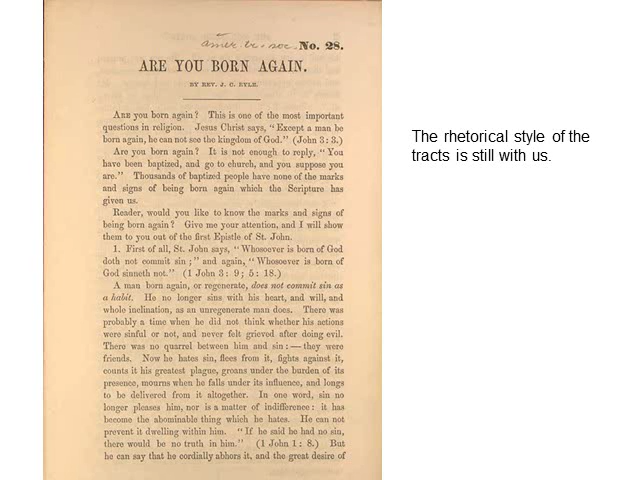 amer. tr. soc. No. 28.
ARE YOU BORN AGAIN.
BY REV. J. C. RYLE.
ARE you born again? This is one of the most important
questions in religion. Jesus Christ says, "Except a man be
born again, he can not see the kingdom of God." (John 3: 3.)
Are you born again? It is not enough to reply, "You
have been baptized, and go to church, and you suppose you
are." Thousands of baptized people have none of the marks
and signs of being born again which the Scripture has
given us.
Reader, would you like to know the marks and signs of
being born again? Give me your attention, and I will show
them to you out of the first Epistle of St. John.
1. First of all, St. John says, "Whosoever is born of God
doth not commit sin;" and again, "Whosoever is born of
God sinneth not." (1 John 3: 9; 5: 18.)
A man born again, or regenerate, does not commit sin as
a habit. He no longer sins with his heart, and will, and
whole inclination, as an unregenerate man does. There was
probably a time when he did not think whether his actions
were sinful or not, and never felt grieved after doing evil.
There was no quarrel between him and sin:—they were
friends. Now he hates sin, flees from it, fights against it,
counts it his greatest plague, groans under the burden of its
presence, mourns when he falls under its influence, and longs
to be delivered from it altogether. In one word, sin no
longer pleases him, nor is a matter of indifference: it has
become the abominable thing which he hates. He can not
prevent it dwelling within him. "If he said he had no sin,
there would be no truth in him." (1 John 1: 8.) But
he can say that he cordially abhors it, and the great desire of
The rhetorical style of the
tracts is still with us.